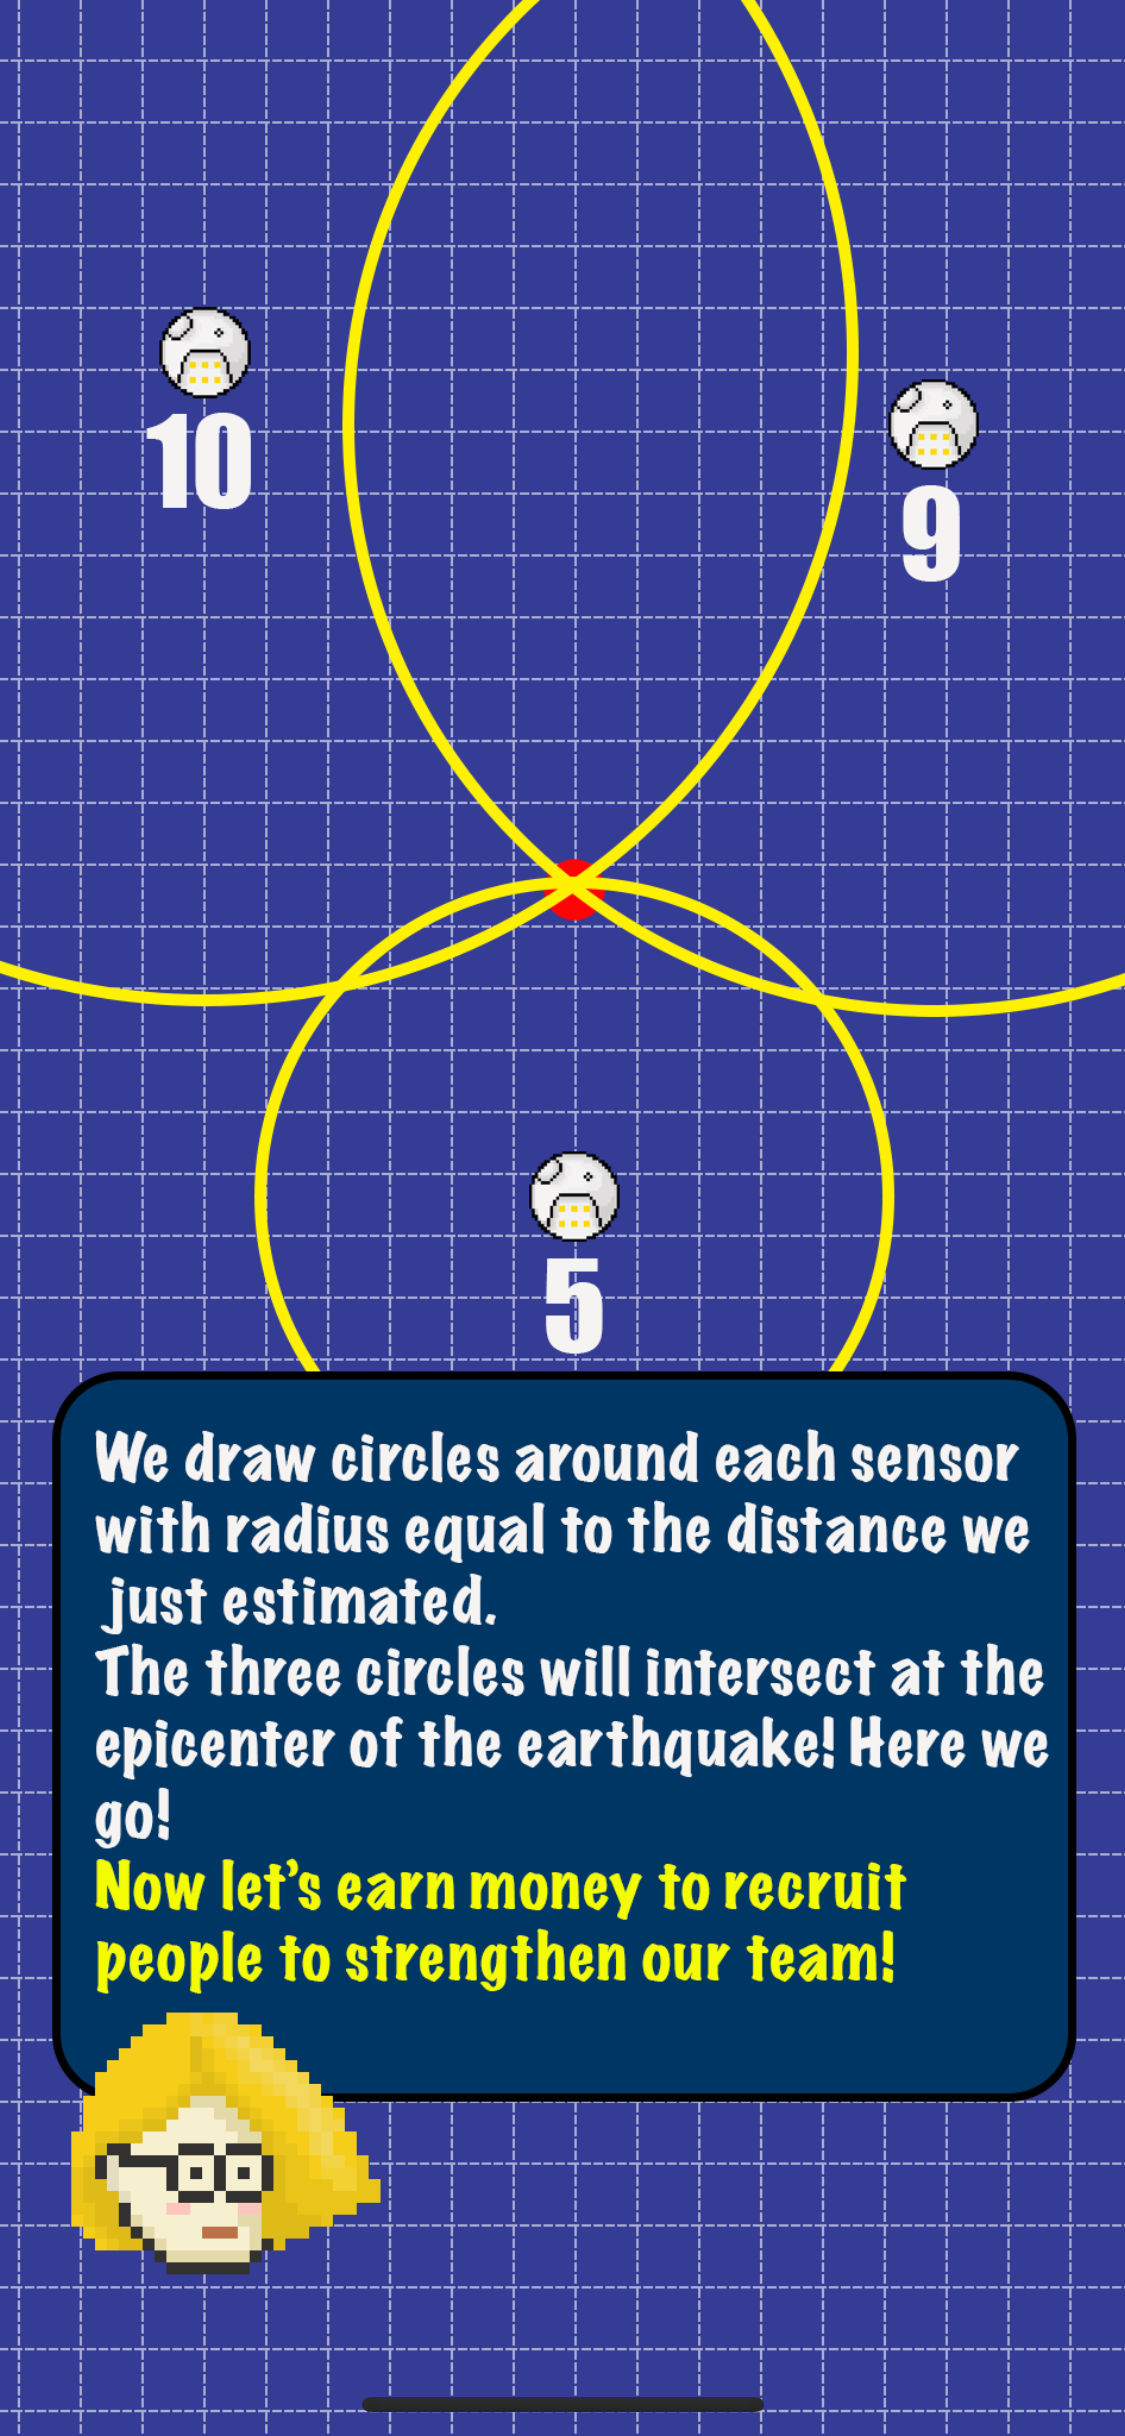 10
9
5
We draw circles around each sensor
with radius equal to the distance we
just estimated.
The three circles will intersect at the
epicenter of the earthquake! Here we
go!
Now let's earn money to recruit
people to strengthen our team!